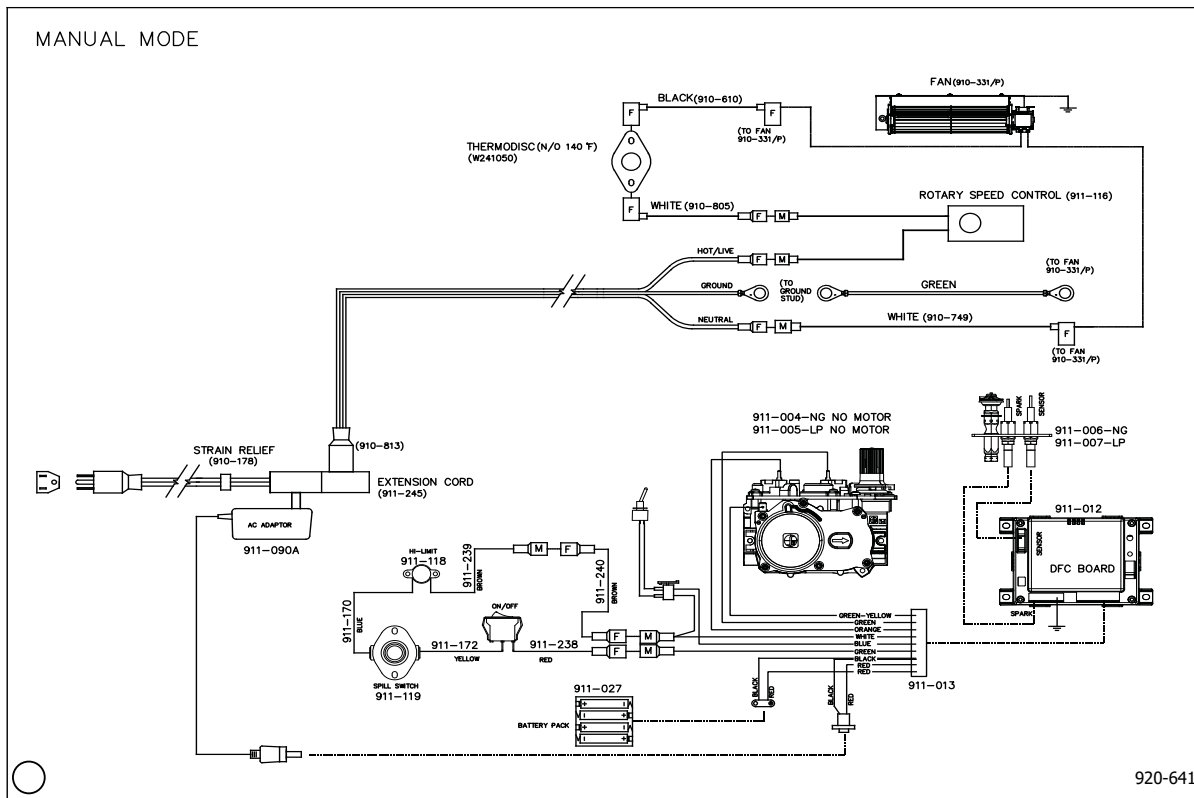 MANUAL MODE
FAN(910-331/P)
BLACK(910-610)
F
F
(TO FAN
910-331/P)
O
THERMODISC(N/O 140 °F)
(W241050)
O
F
WHITE(910-805)
F
M
ROTARY SPEED CONTROL (911-116)
HOT/LIVE
F
M
(TO FAN
910-331/P)
GROUND
(TO
GROUND
STUD)
GREEN
NEUTRAL
F
M
WHITE (910-749)
F
(TO FAN
910-331/P)
911-004-NG NO MOTOR
911-005-LP NO MOTOR
SPARK
SENSOR
911-006-NG
911-007-LP
STRAIN RELIEF
(910-178)
(910-813)
EXTENSION CORD
(911-245)
AC ADAPTOR
911-090A
HI-LIMIT
911-118
911-239
BROWN
M
F
911-240
BROWN
911-012
SENSOR
DFC BOARD
SPARK
911-170
BLUE
ON/OFF
911-172
YELLOW
911-238
RED
F
M
F
M
SPILL SWITCH
911-119
GREEN-YELLOW
GREEN
ORANGE
WHITE
BLUE
GREEN
BLACK
RED
RED
911-013
911-027
BATTERY PACK
BLACK
RED
BLACK
RED
920-641